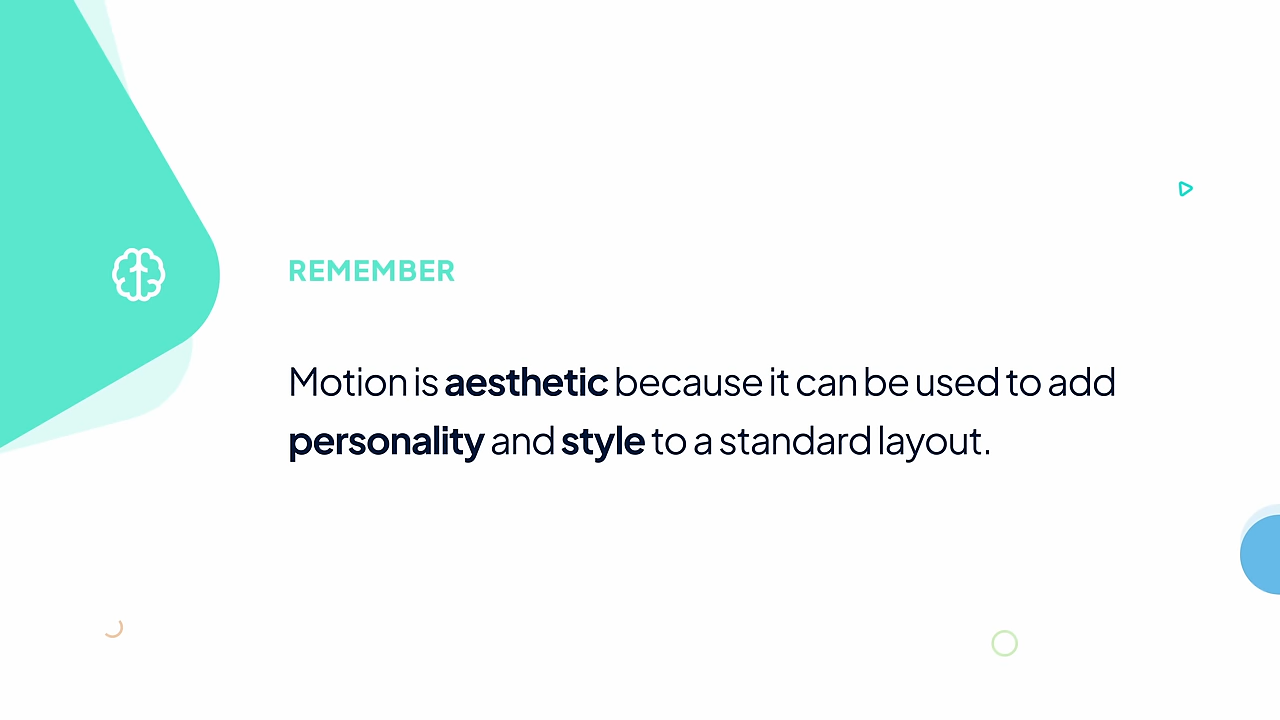 REMEMBER
Motion is aesthetic because it can be used to add
personality and style to a standard layout.